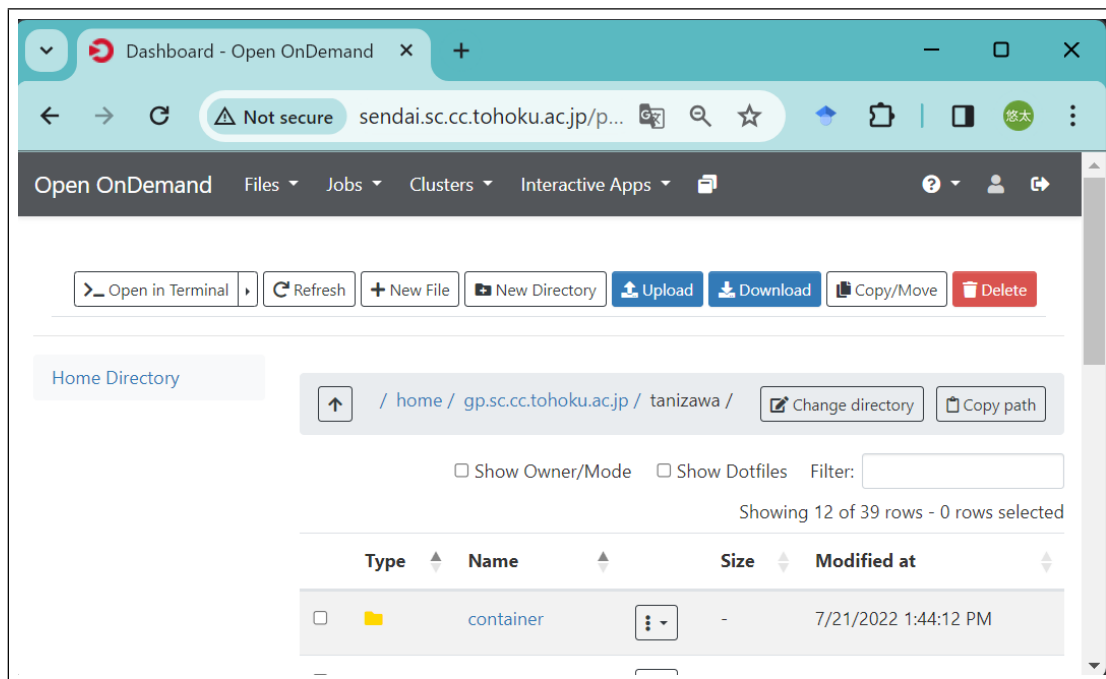 Dashboard - Open OnDemand
Not secure sendai.sc.cc.tohoku.ac.jp/p... 悠太
Open OnDemand Files Jobs Clusters Interactive Apps
Open in Terminal Refresh New File New Directory Upload Download Copy/Move Delete
Home Directory
/ home / gp.sc.cc.tohoku.ac.jp / tanizawa / Change directory Copy path
Show Owner/Mode Show Dotfiles Filter:
Showing 12 of 39 rows - 0 rows selected
Type Name Size Modified at
container - 7/21/2022 1:44:12 PM